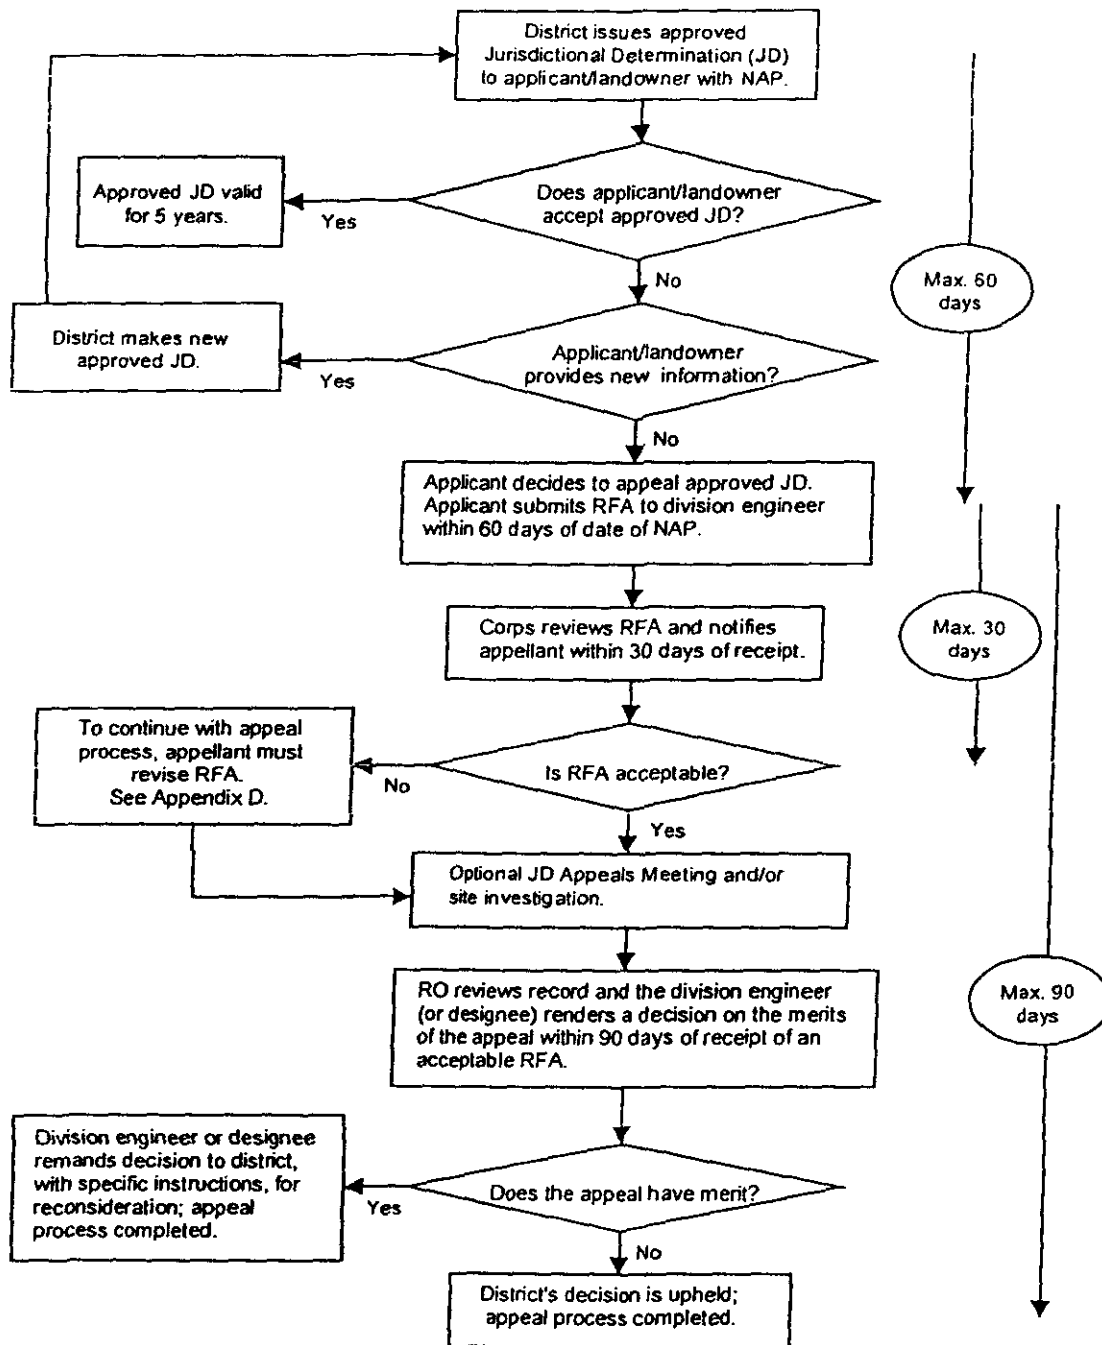 District issues approved
Jurisdictional Determination (JD)
to applicant/landowner with NAP.
Approved JD valid
for 5 years.
Yes
Does applicant/landowner
accept approved JD?
No
Max. 60
days
District makes new
approved JD.
Yes
Applicant/landowner
provides new information?
No
Applicant decides to appeal approved JD.
Applicant submits RFA to division engineer
within 60 days of date of NAP.
Corps reviews RFA and notifies
appellant within 30 days of receipt.
Max. 30
days
To continue with appeal
process, appellant must
revise RFA.
See Appendix D.
No
Is RFA acceptable?
Yes
Optional JD Appeals Meeting and/or
site investigation.
RO reviews record and the division engineer
(or designee) renders a decision on the merits
of the appeal within 90 days of receipt of an
acceptable RFA.
Max. 90
days
Division engineer or designee
remands decision to district,
with specific instructions, for
reconsideration; appeal
process completed.
Yes
Does the appeal have merit?
No
District's decision is upheld;
appeal process completed.